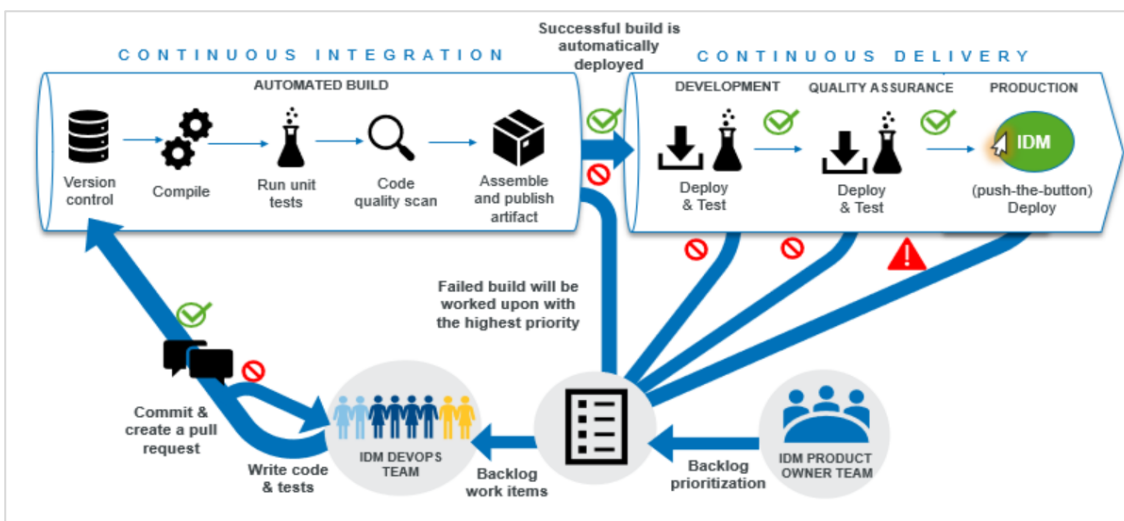 Successful build is
automatically
deployed
CONTINUOUS INTEGRATION
CONTINUOUS DELIVERY
AUTOMATED BUILD
DEVELOPMENT
QUALITY ASSURANCE
PRODUCTION
IDM
Version
control
Compile
Run unit
tests
Code
quality scan
Assemble
and publish
artifact
Deploy
& Test
Deploy
& Test
(push-the-button)
Deploy
Failed build will be
worked upon with
the highest priority
Commit &
create a pull
request
Write code
& tests
IDM DEVOPS
TEAM
Backlog
work items
Backlog
prioritization
IDM PRODUCT
OWNER TEAM